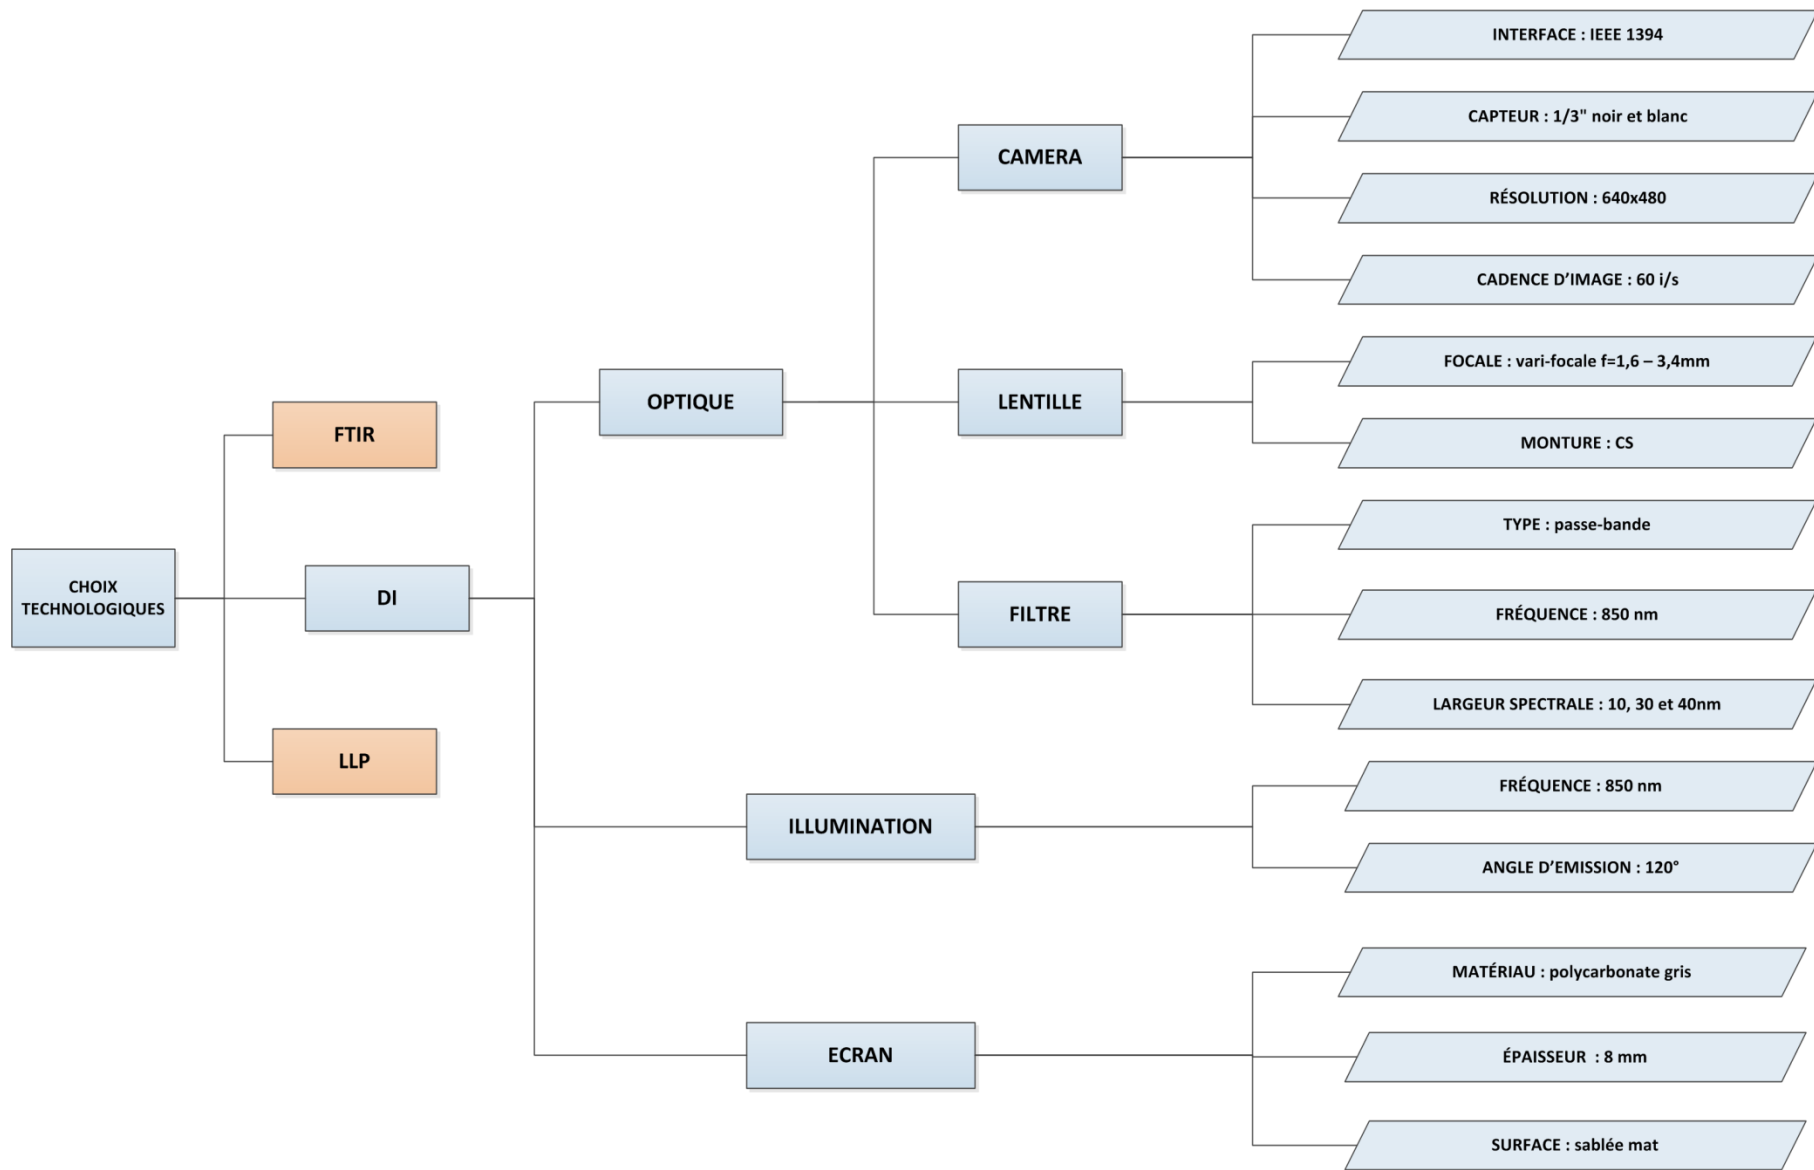 CHOIX
TECHNOLOGIQUES
FTIR
DI
LLP
OPTIQUE
ILLUMINATION
ECRAN
CAMERA
LENTILLE
FILTRE
INTERFACE : IEEE 1394
CAPTEUR : 1/3" noir et blanc
RÉSOLUTION : 640x480
CADENCE D’IMAGE : 60 i/s
FOCALE : vari-focale f=1,6 – 3,4mm
MONTURE : CS
TYPE : passe-bande
FRÉQUENCE : 850 nm
LARGEUR SPECTRALE : 10, 30 et 40nm
FRÉQUENCE : 850 nm
ANGLE D’EMISSION : 120°
MATÉRIAU : polycarbonate gris
ÉPAISSEUR : 8 mm
SURFACE : sablée mat